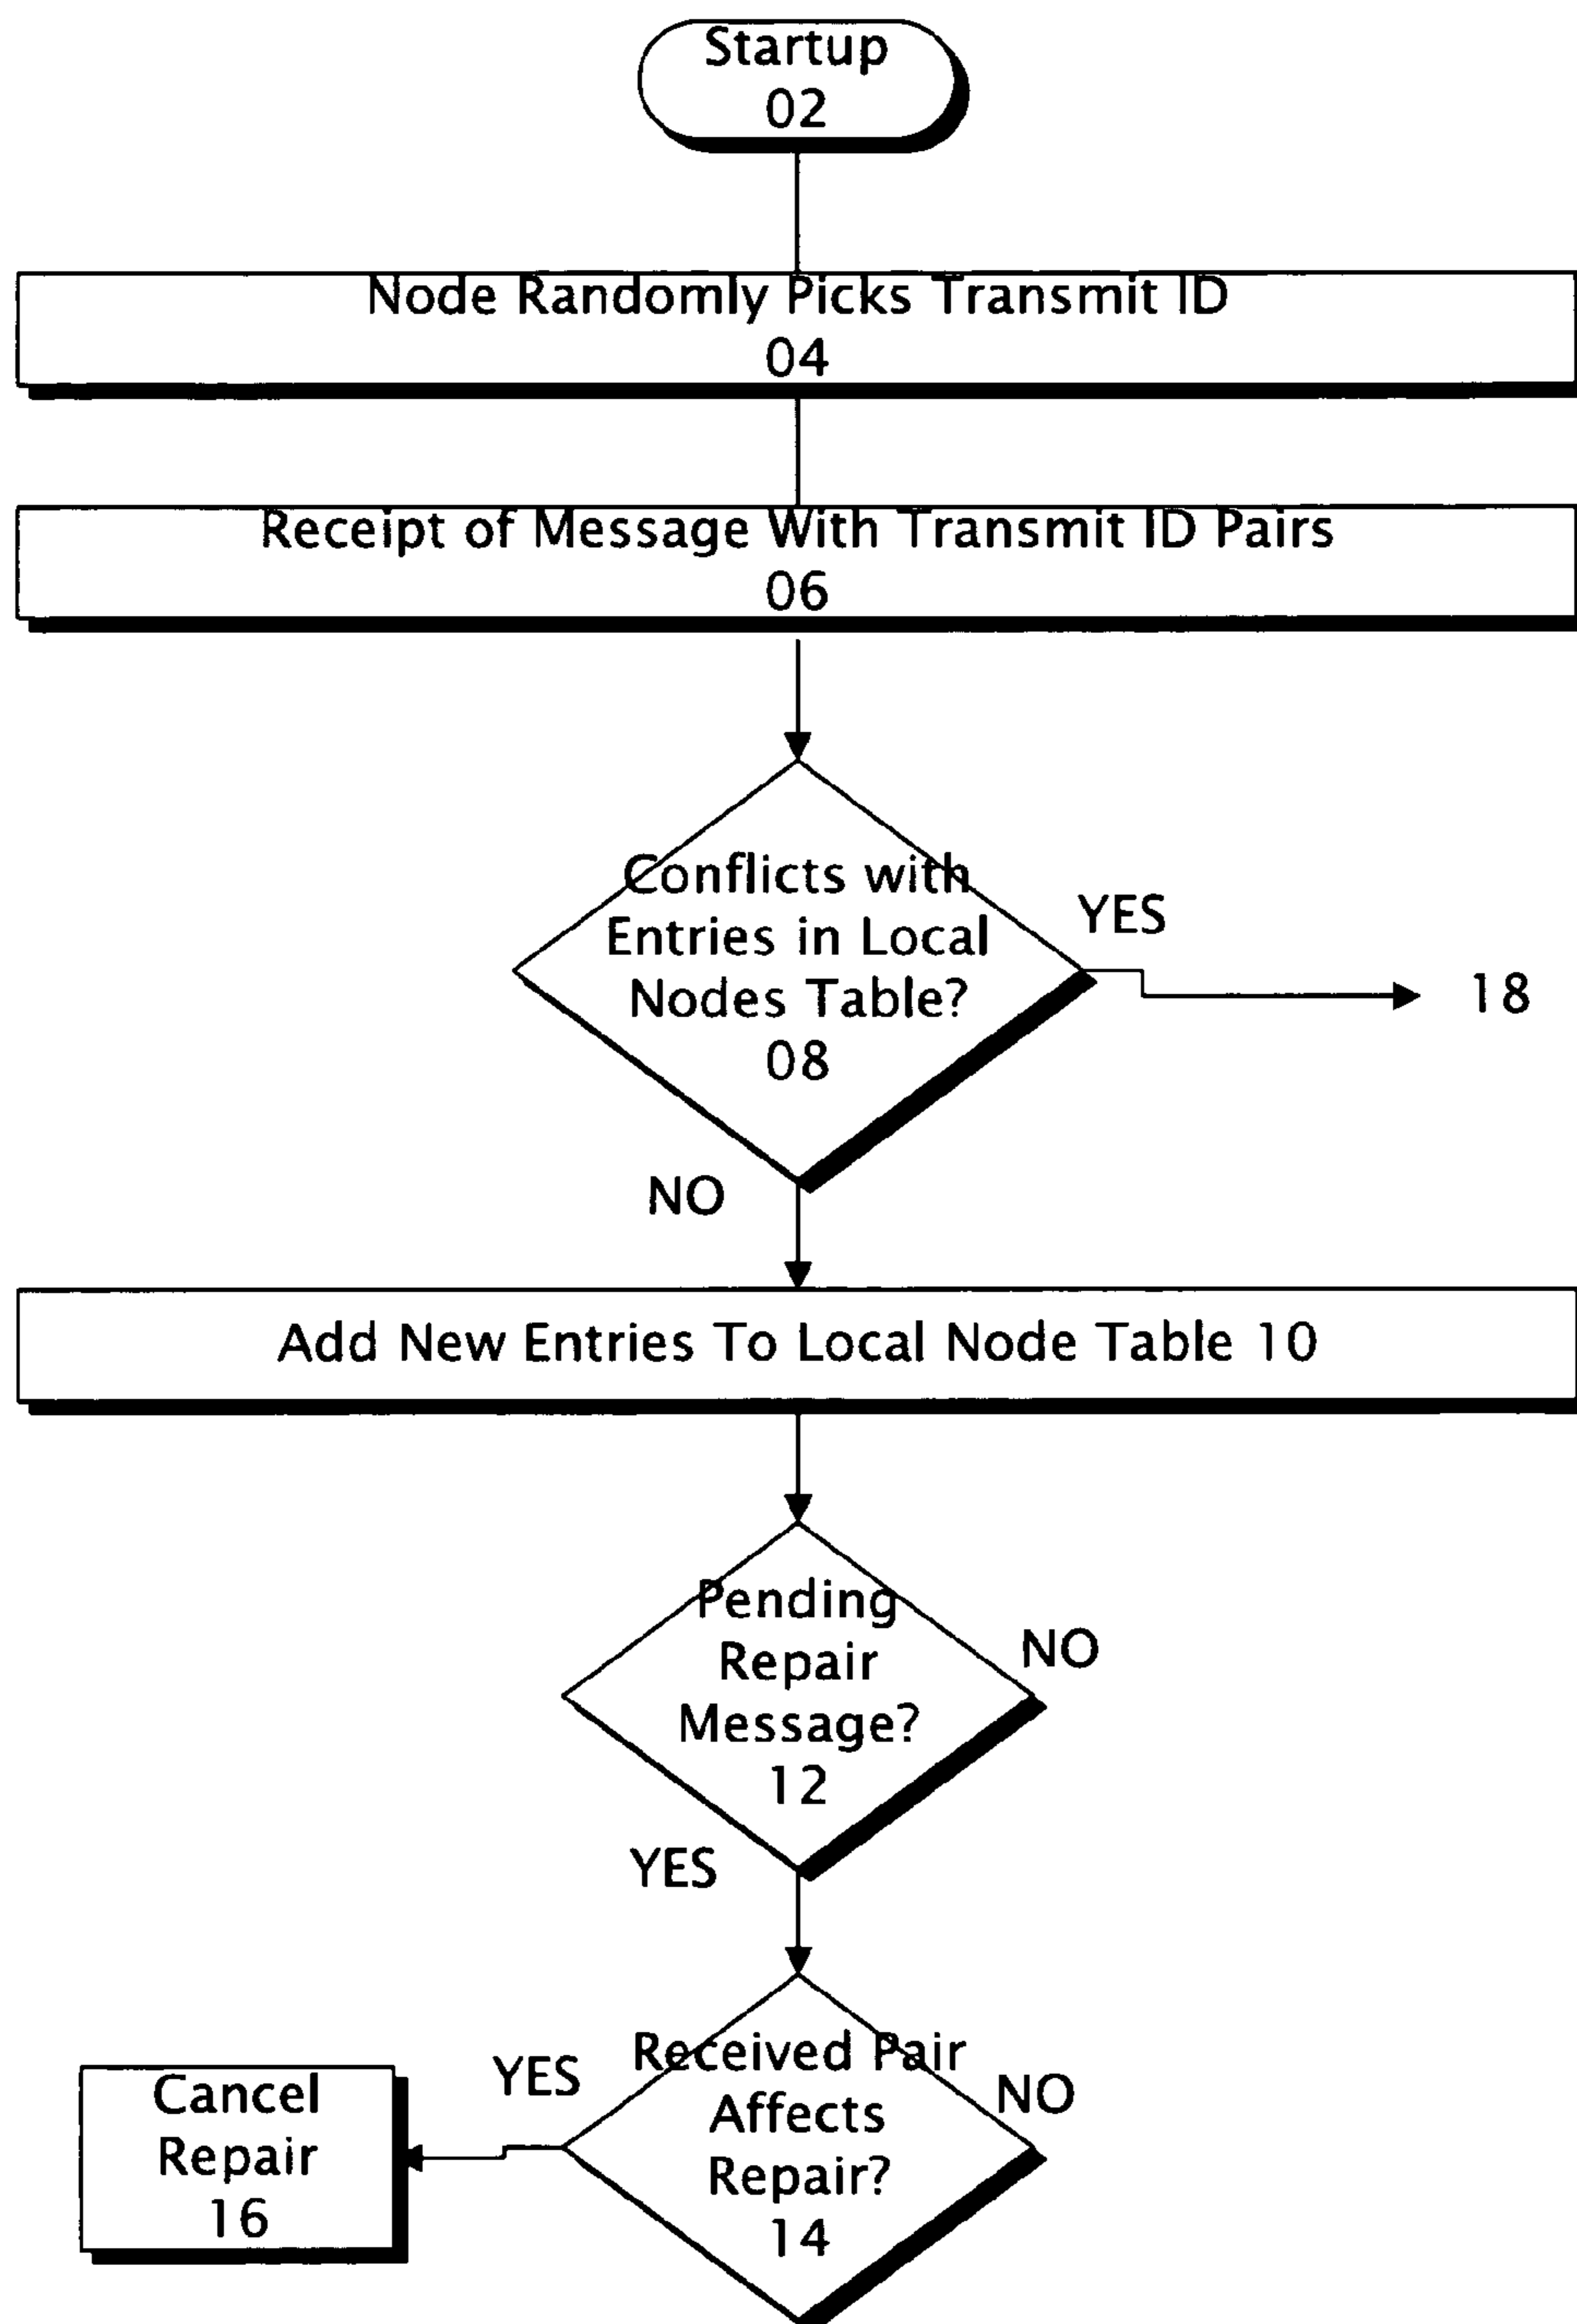 Startup
02
Node Randomly Picks Transmit ID
04
Receipt of Message With Transmit ID Pairs
06
Conflicts with
Entries in Local
Nodes Table?
08
YES
18
NO
Add New Entries To Local Node Table 10
Pending
Repair
Message?
12
NO
YES
Received Pair
Affects
Repair?
14
YES
NO
Cancel
Repair
16